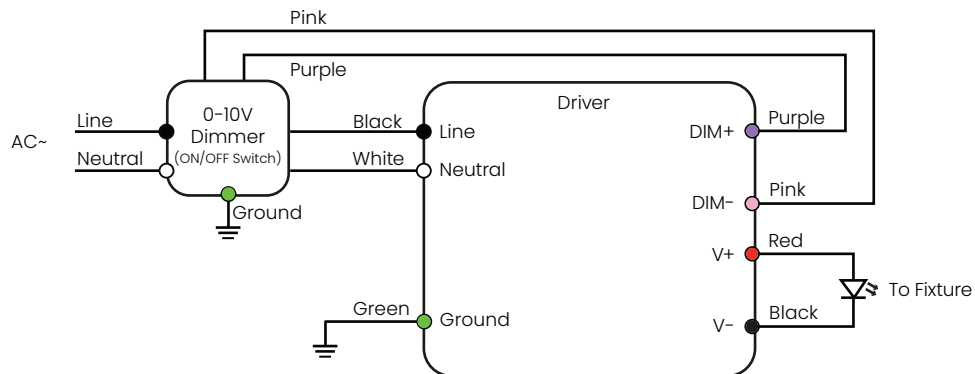 Pink
Purple
AC~
Line
Neutral
0-10V
Dimmer
(ON/OFF Switch)
Ground
Black
White
Green
Driver
Line
Neutral
Ground
DIM+
DIM-
V+
V-
Purple
Pink
Red
Black
To Fixture